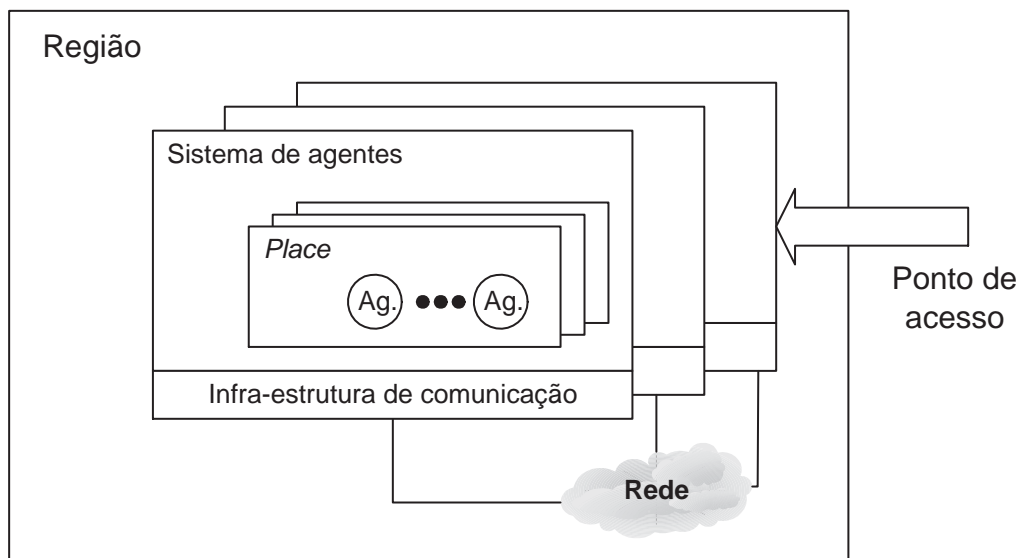 Região
Sistema de agentes
Place
Ag. Ag.
Ponto de
acesso
Infra-estrutura de comunicação
Rede